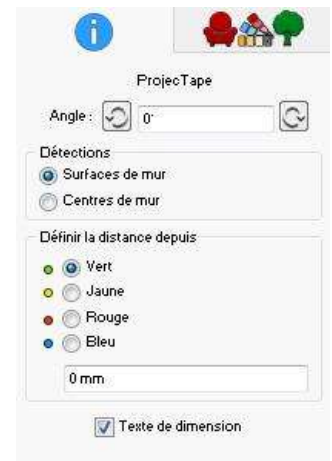 ProjecTape
Angle : 0°
Détections
Surfaces de mur
Centres de mur
Définir la distance depuis
Vert
Jaune
Rouge
Bleu
0 mm
Texte de dimension